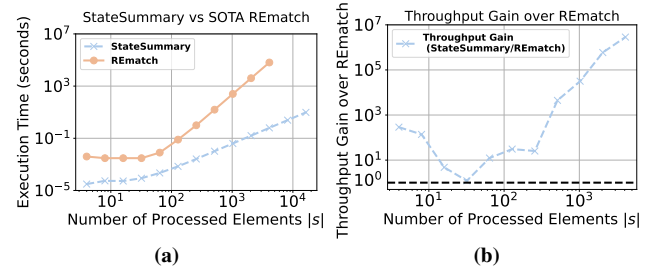 StateSummary vs SOTA REmatch
Execution Time (seconds)
10^7
10^3
10^-1
10^-5
StateSummary
REmatch
10^1
10^2
10^3
10^4
Number of Processed Elements |s|
(a)
Throughput Gain over REmatch
Throughput Gain over REmatch
10^7
10^5
10^3
10^1
10^0
Throughput Gain
(StateSummary/REmatch)
10^1
10^2
10^3
Number of Processed Elements |s|
(b)